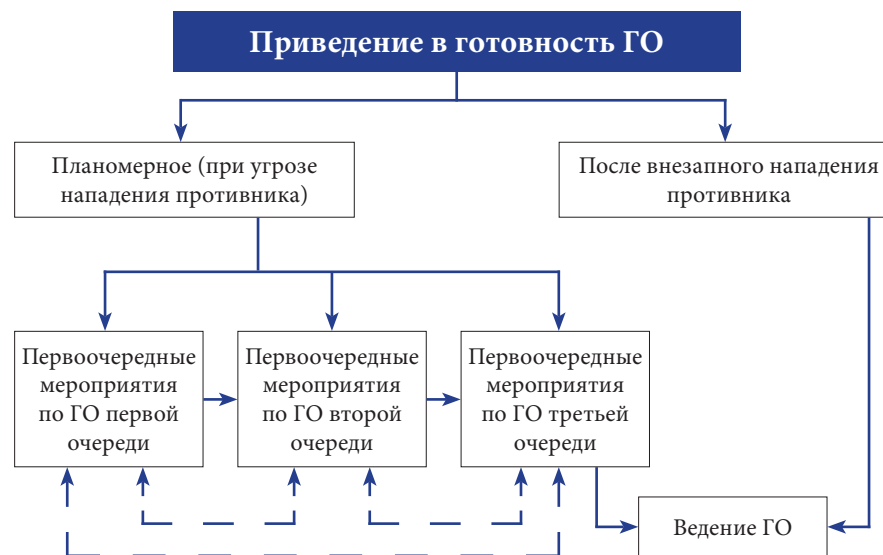 Приведение в готовность ГО
Планомерное (при угрозе
нападения противника)
После внезапного нападения
противника
Первоочередные
мероприятия
по ГО первой
очереди
Первоочередные
мероприятия
по ГО второй
очереди
Первоочередные
мероприятия
по ГО третьей
очереди
Ведение ГО